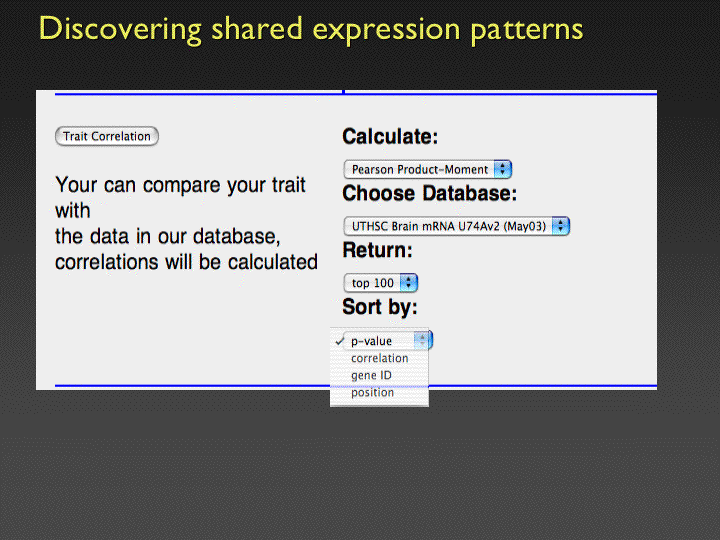 Discovering shared expression patterns
Trait Correlation
Your can compare your trait
with
the data in our database,
correlations will be calculated
Calculate:
Pearson Product-Moment
Choose Database:
UTHSC Brain mRNA U74Av2 (May03)
Return:
top 100
Sort by:
p-value
correlation
gene ID
position